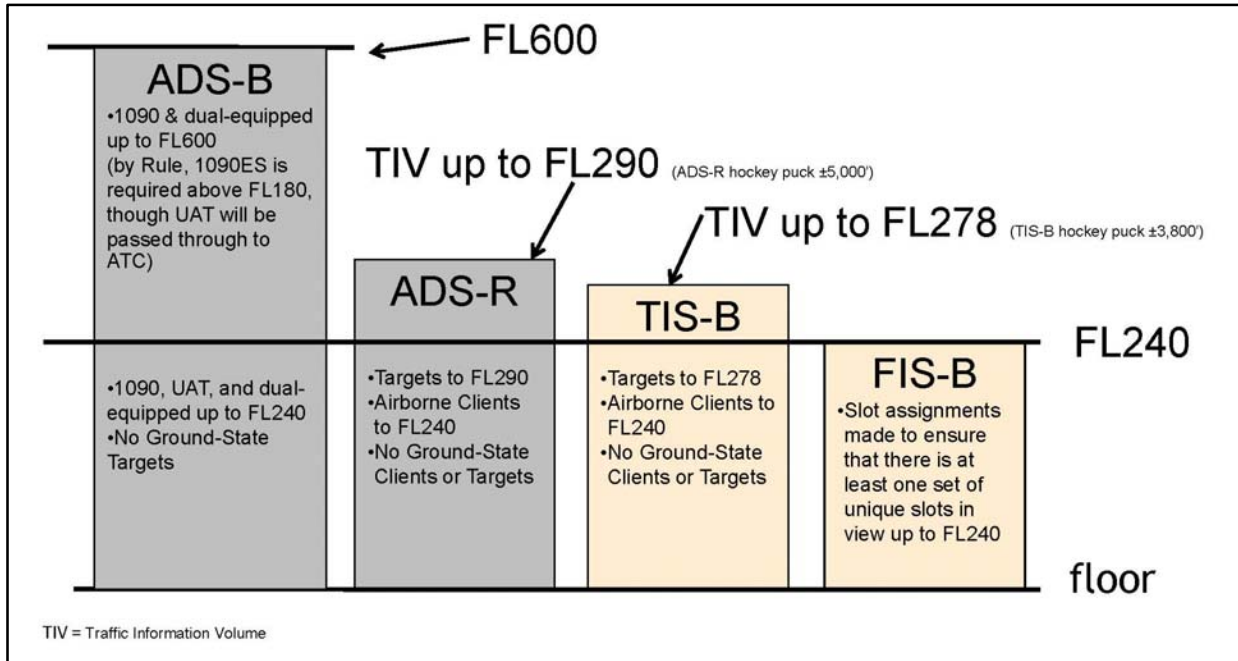 FL600
ADS-B
•1090 & dual-equipped
up to FL600
(by Rule, 1090ES is
required above FL180,
though UAT will be
passed through to
ATC)
•1090, UAT, and dual-
equipped up to FL240
•No Ground-State
Targets
TIV up to FL290 (ADS-R hockey puck ±5,000')
ADS-R
•Targets to FL290
•Airborne Clients
to FL240
•No Ground-State
Clients or Targets
TIV up to FL278 (TIS-B hockey puck ±3,800')
TIS-B
•Targets to FL278
•Airborne Clients to
FL240
•No Ground-State
Clients or Targets
FL240
FIS-B
•Slot assignments
made to ensure
that there is at
least one set of
unique slots in
view up to FL240
floor
TIV = Traffic Information Volume